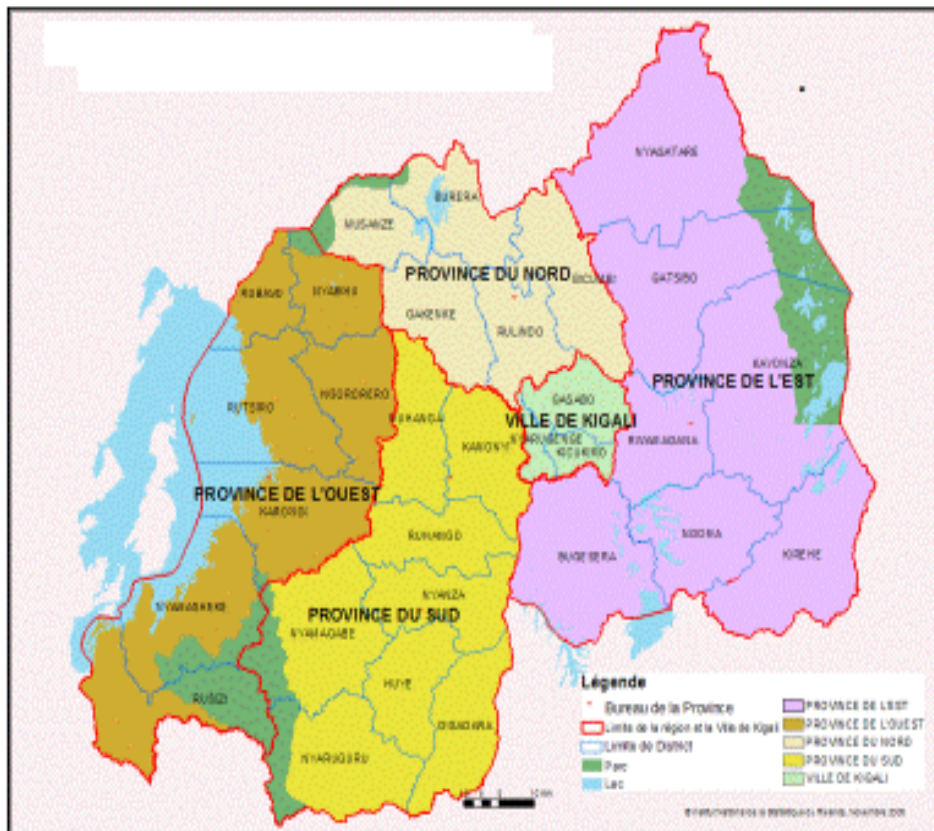 NYAGATARE
BURERA
MUSANZE
PROVINCE DU NORD
GATSIBO
RUBAVU
NYABIHU
GAKENKE
RULINDO
KAYONZA
PROVINCE DE L'EST
GASABO
NGORORERO
RUTSIRO
VILLE DE KIGALI
MUHANGA
KAMONYI
NYARUGENGE
KICUKIRO
RWAMAGANA
PROVINCE DE L'OUEST
KARONGI
RUHANGO
BUGESERA
NGOMA
KIREHE
NYANZA
NYAMASHEKE
PROVINCE DU SUD
NYAMAGABE
HUYE
RUSIZI
GISAGARA
NYARUGURU
Légende
Bureau de la Province
Limite de la région et la Ville de Kigali
Limite de District
Parc
Lac
PROVINCE DE L'EST
PROVINCE DE L'OUEST
PROVINCE DU NORD
PROVINCE DU SUD
VILLE DE KIGALI